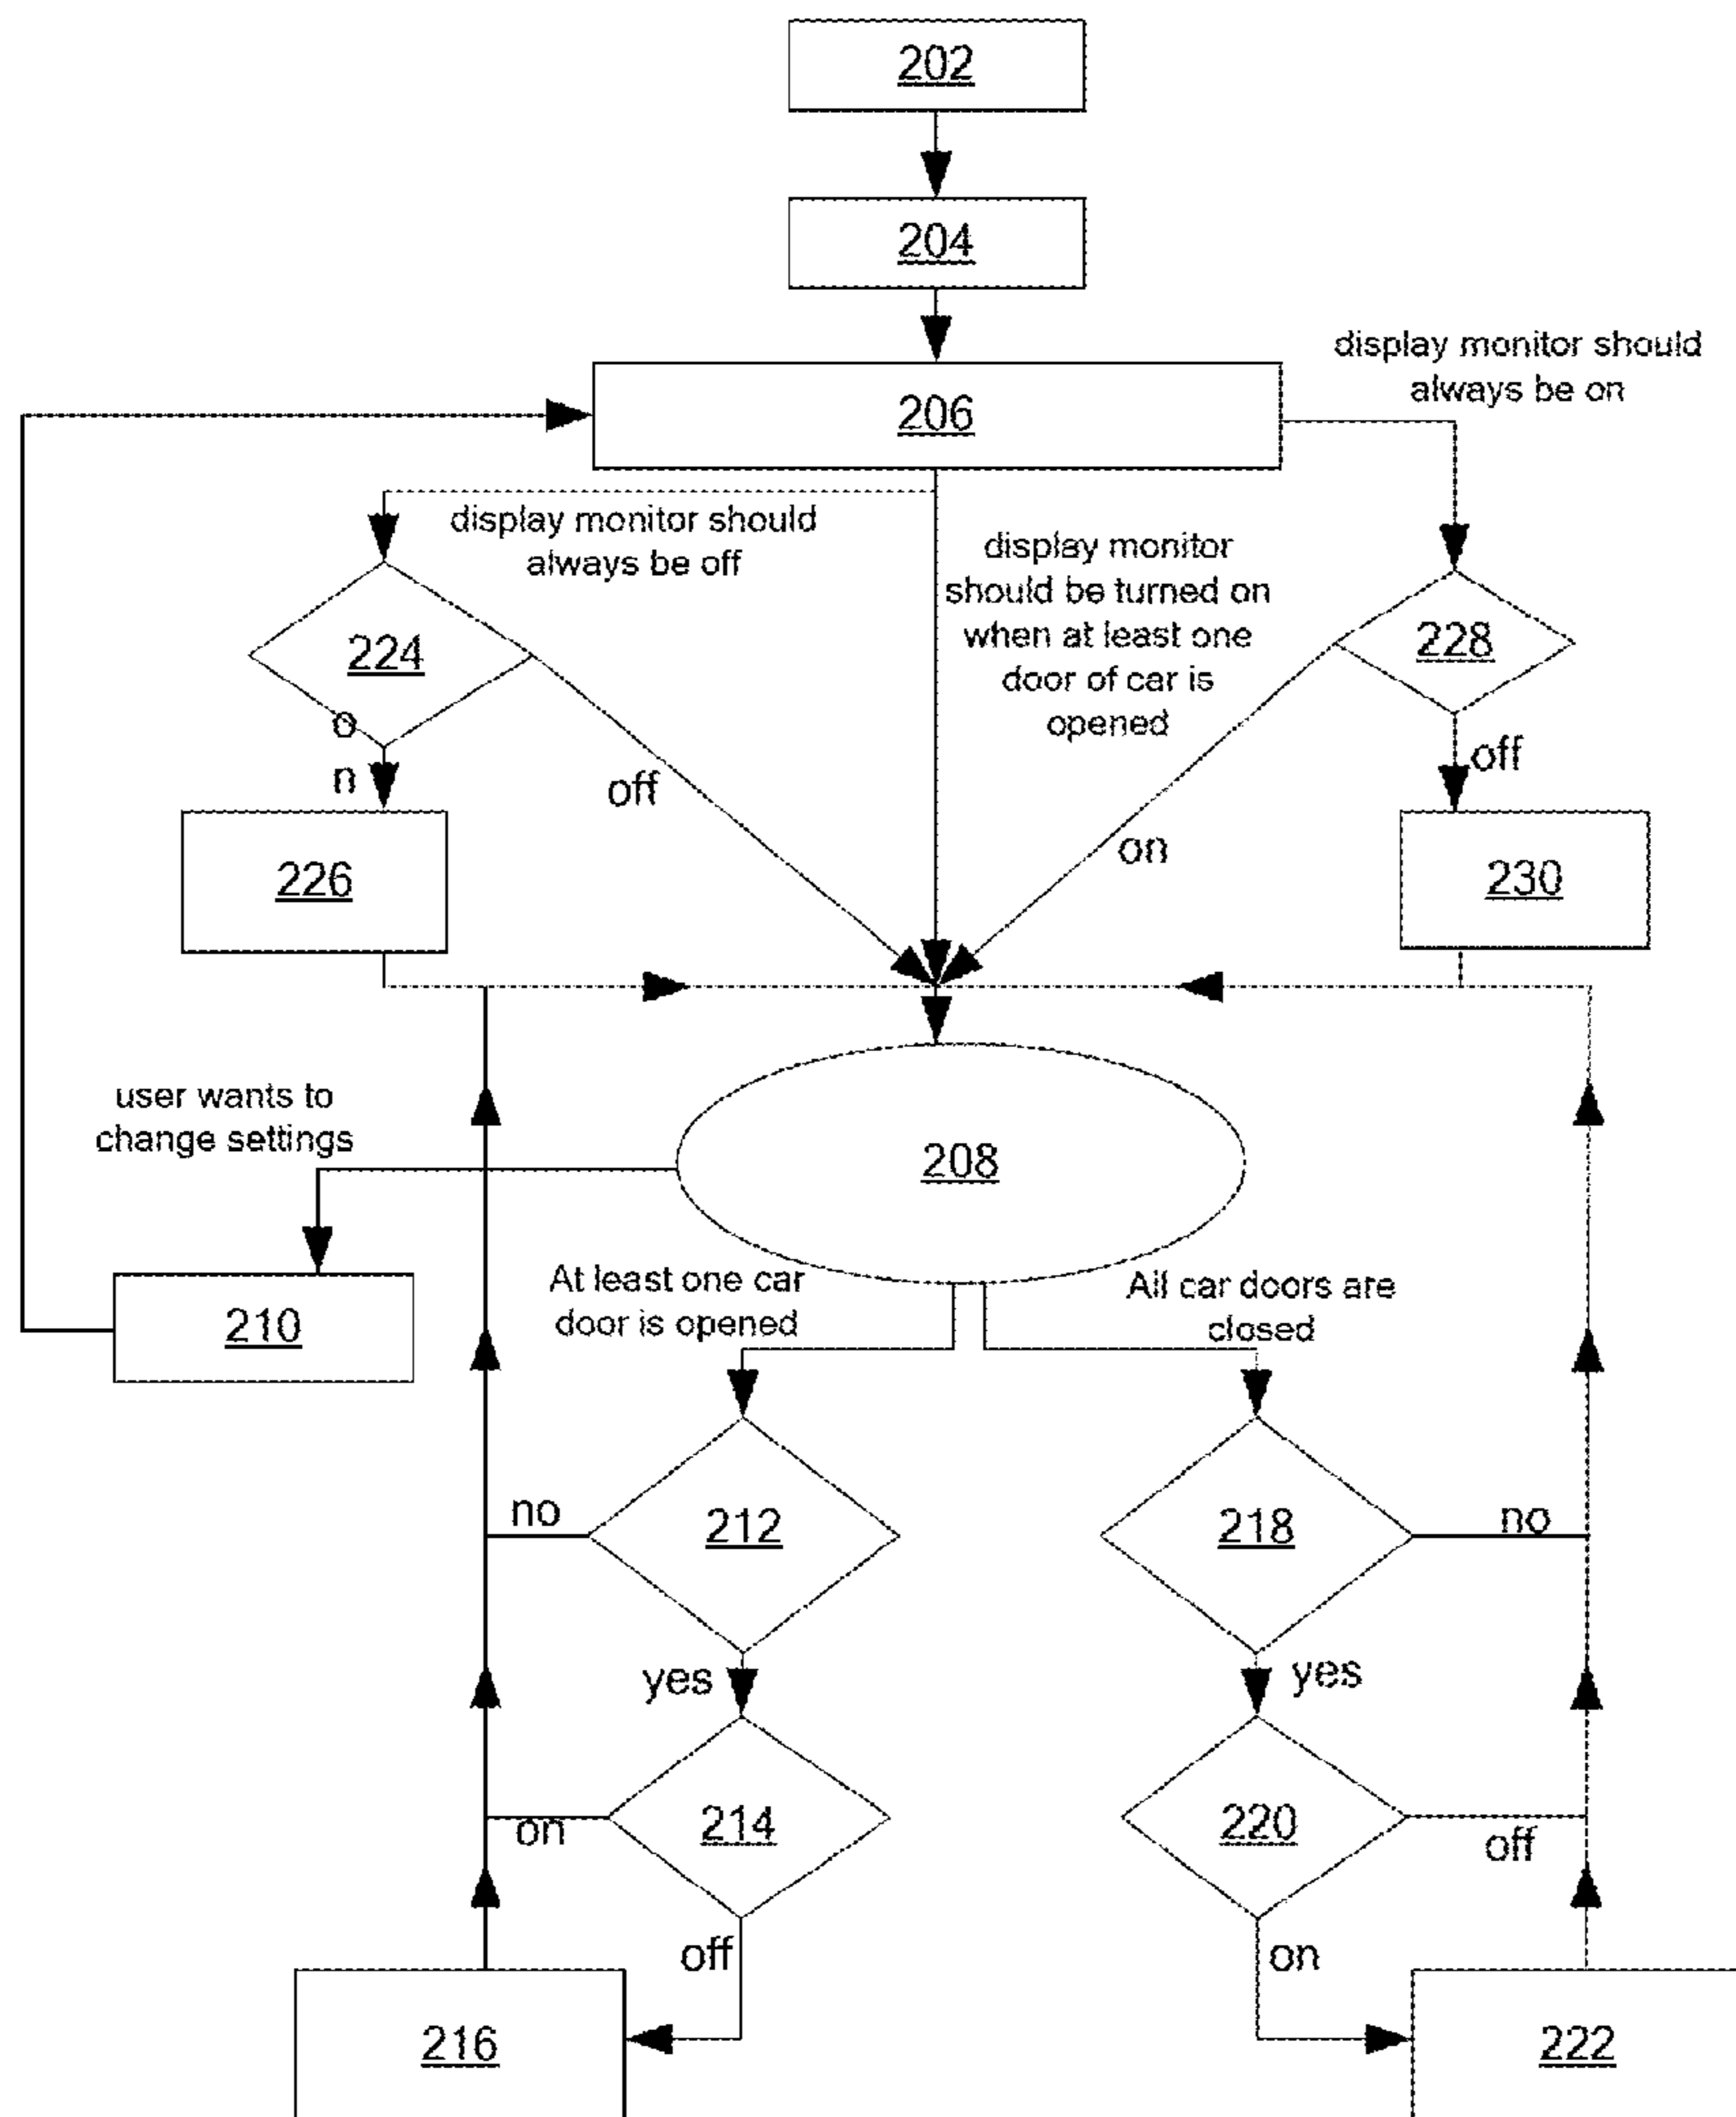 202
204
display monitor should
always be on
206
display monitor should
always be off
display monitor
should be turned on
when at least one
door of car is
opened
224
228
o
n
off
on
off
226
230
user wants to
change settings
208
At least one car
door is opened
All car doors are
closed
210
no
212
218
no
yes
yes
on
214
220
off
off
on
216
222